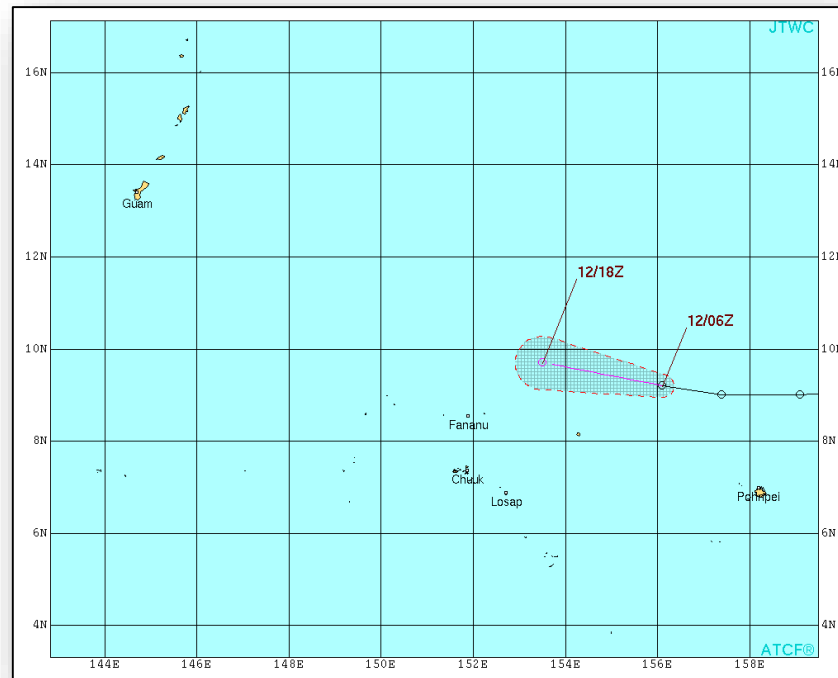 JTWC
16N
16N
14N
14N
Guam
12N
12N
12/18Z
12/06Z
10N
10N
8N
8N
Fananu
Chuuk
Losap
Pohnpei
6N
6N
4N
4N
ATCF®
144E 146E 148E 150E 152E 154E 156E 158E